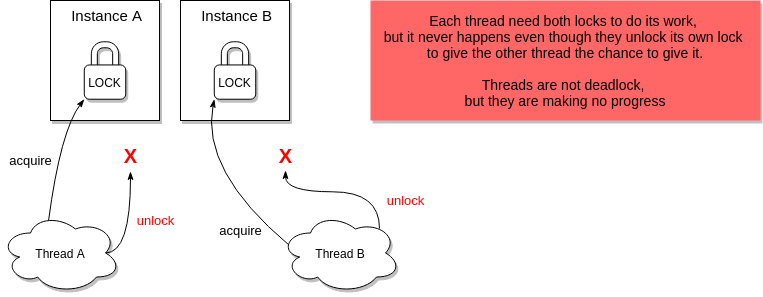 Instance A
Instance B
LOCK
LOCK
Each thread need both locks to do its work,
but it never happens even though they unlock its own lock
to give the other thread the chance to give it.
Threads are not deadlock,
but they are making no progress
acquire
X
X
unlock
unlock
acquire
Thread A
Thread B